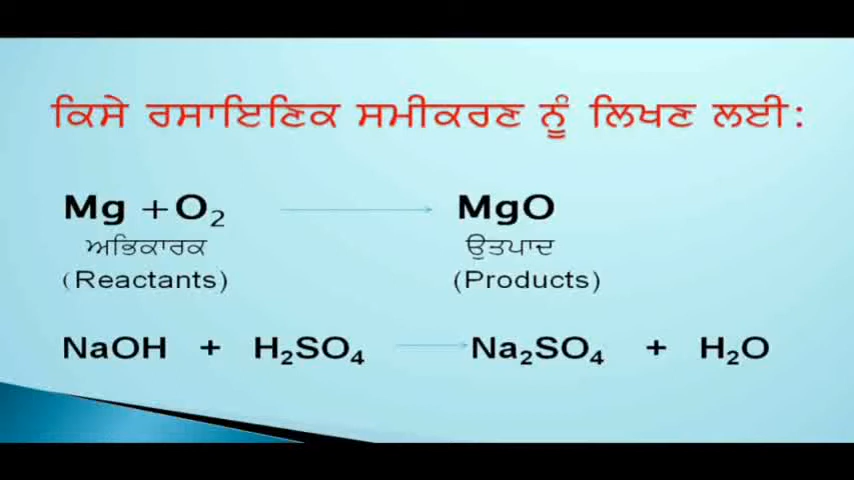 ਕਿਸੇ ਰਸਾਇਣਿਕ ਸਮੀਕਰਣ ਨੂੰ ਲਿਖਣ ਲਈ:
Mg + O₂ → MgO
ਅਭਿਕਾਰਕ ਉਤਪਾਦ
(Reactants) (Products)
NaOH + H₂SO₄ → Na₂SO₄ + H₂O